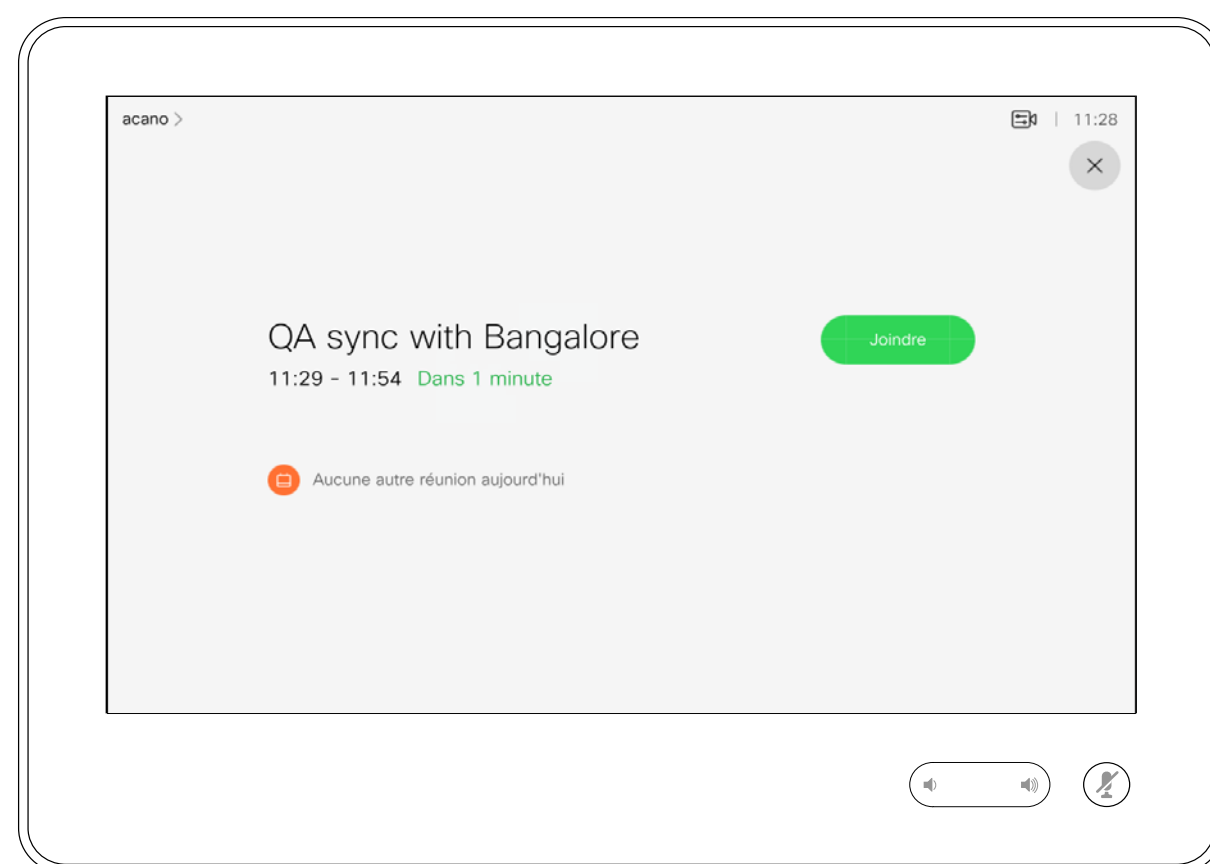 acano
11:28
QA sync with Bangalore
Joindre
11:29 - 11:54 Dans 1 minute
Aucune autre réunion aujourd'hui